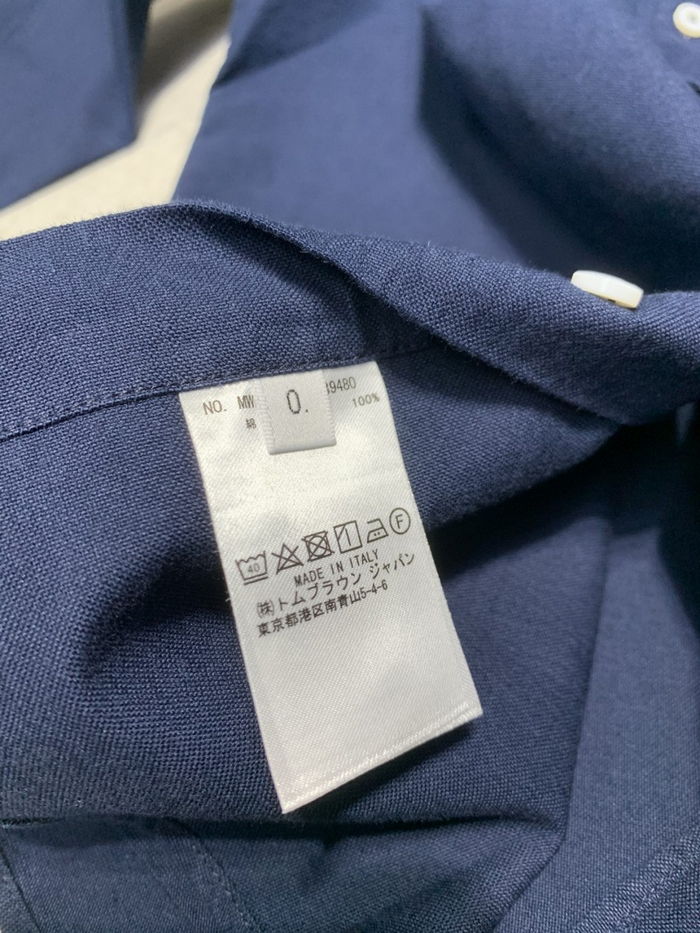 NO. MW 39480
0.
綿 100%
40 F
MADE IN ITALY
㈱トムブラウン ジャパン
東京都港区南青山5-4-6